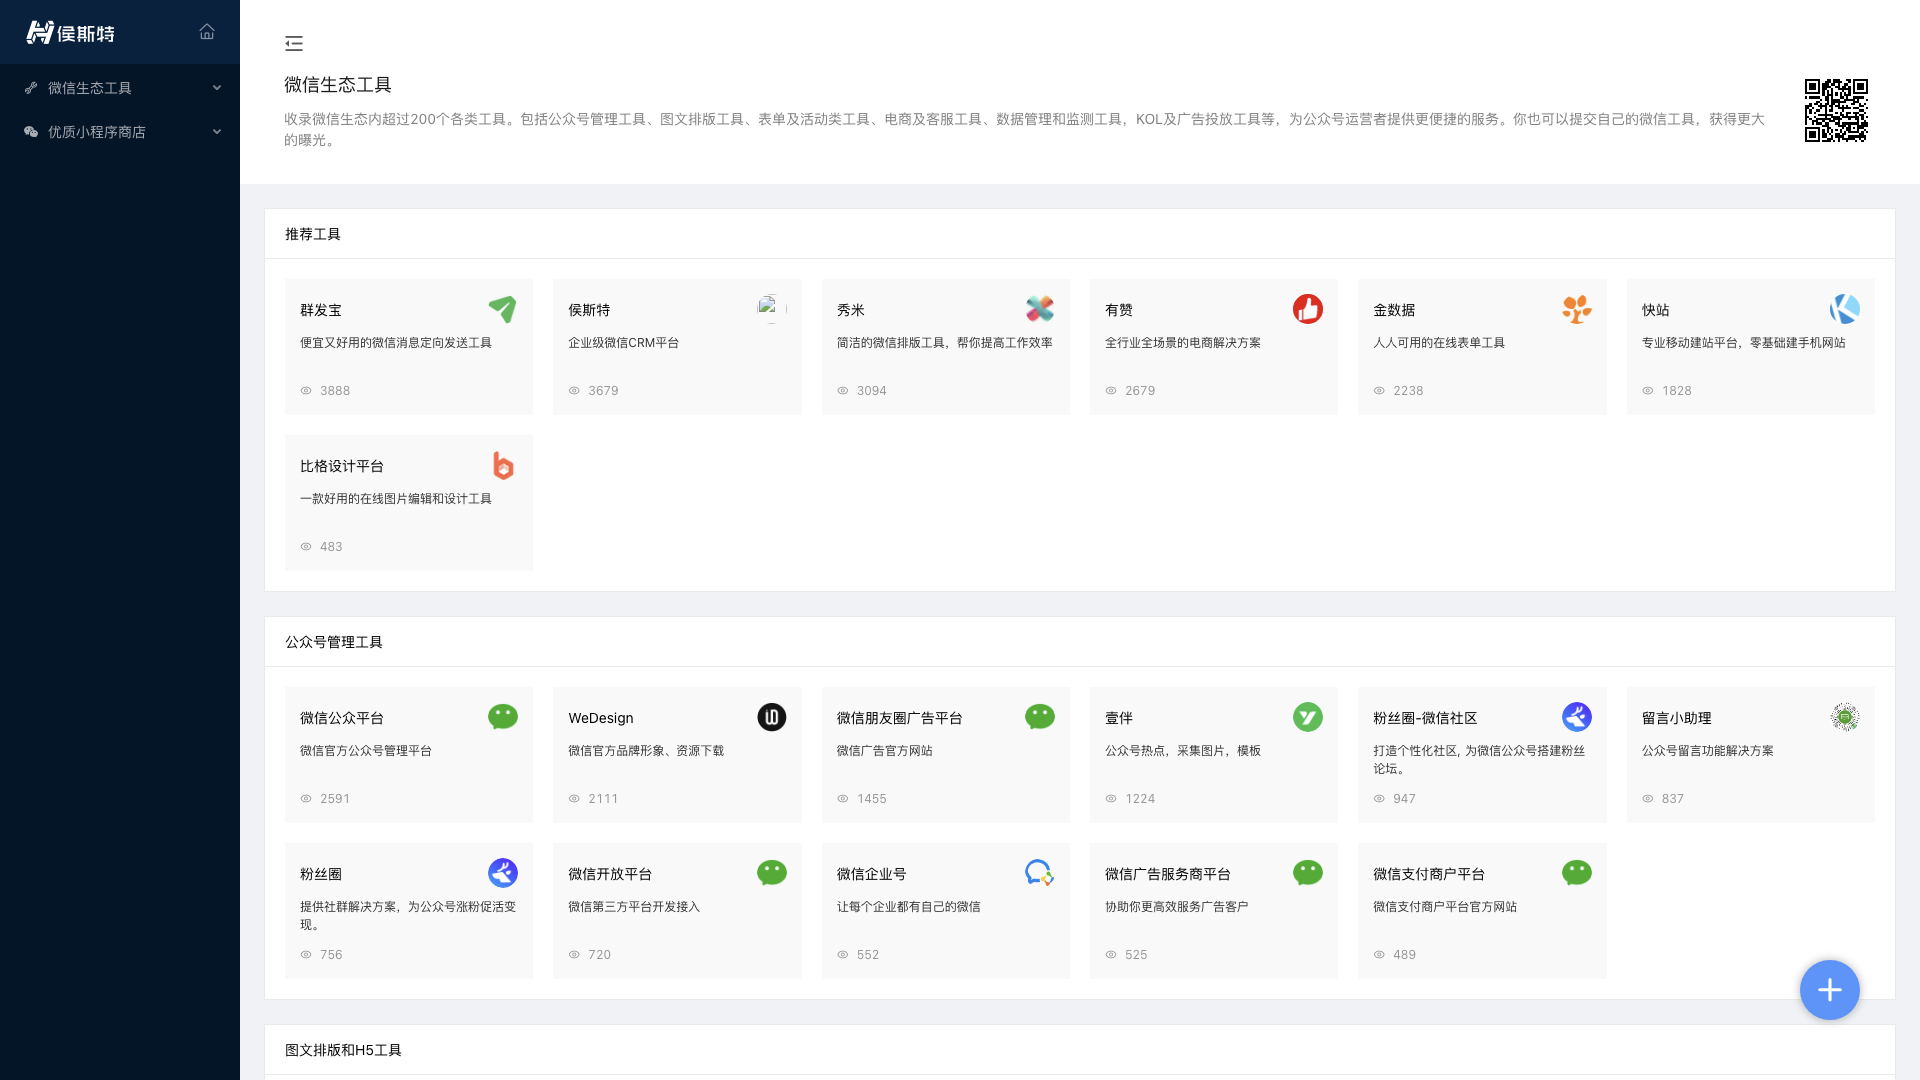 侯斯特
微信生态工具
优质小程序商店
微信生态工具
收录微信生态内超过200个各类工具。包括公众号管理工具、图文排版工具、表单及活动类工具、电商及客服工具、数据管理和监测工具，KOL及广告投放工具等，为公众号运营者提供更便捷的服务。你也可以提交自己的微信工具，获得更大
的曝光。
推荐工具
群发宝
便宜又好用的微信消息定向发送工具
3888
侯斯特
企业级微信CRM平台
3679
秀米
简洁的微信排版工具，帮你提高工作效率
3094
有赞
全行业全场景的电商解决方案
2679
金数据
人人可用的在线表单工具
2238
快站
专业移动建站平台，零基础建手机网站
1828
比格设计平台
一款好用的在线图片编辑和设计工具
483
公众号管理工具
微信公众平台
微信官方公众号管理平台
2591
WeDesign
微信官方品牌形象、资源下载
2111
微信朋友圈广告平台
微信广告官方网站
1455
壹伴
公众号热点，采集图片，模板
1224
粉丝圈-微信社区
打造个性化社区, 为微信公众号搭建粉丝
论坛。
947
留言小助理
公众号留言功能解决方案
837
粉丝圈
提供社群解决方案，为公众号涨粉促活变
现。
756
微信开放平台
微信第三方平台开发接入
720
微信企业号
让每个企业都有自己的微信
552
微信广告服务商平台
协助你更高效服务广告客户
525
微信支付商户平台
微信支付商户平台官方网站
489
图文排版和H5工具